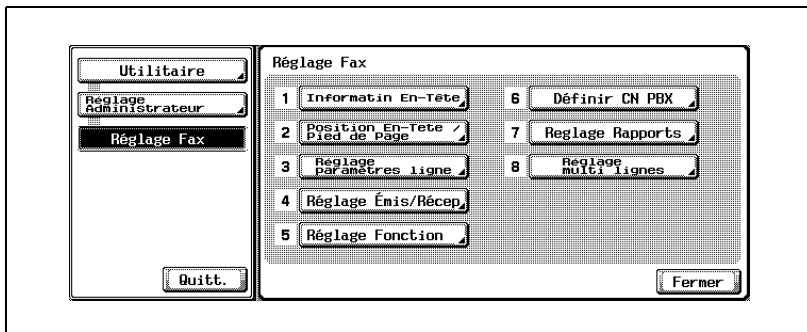 Utilitaire
Réglage
Administrateur
Réglage Fax
Quitt.
Réglage Fax
1 Informatin En-Tête
2 Position En-Tete /
Pied de Page
3 Réglage
paramètres ligne
4 Réglage Émis/Récep
5 Réglage Fonction
6 Définir CN PBX
7 Reglage Rapports
8 Réglage
multi lignes
Fermer